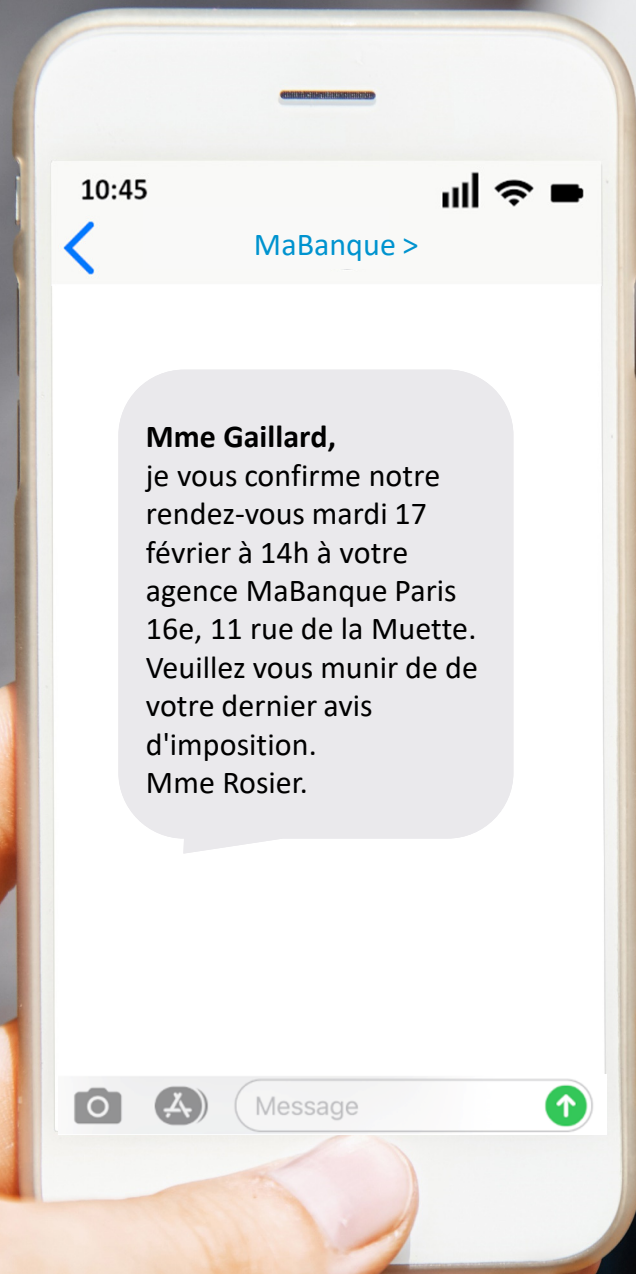 10:45
MaBanque >
Mme Gaillard,
je vous confirme notre
rendez-vous mardi 17
février à 14h à votre
agence MaBanque Paris
16e, 11 rue de la Muette.
Veuillez vous munir de de
votre dernier avis
d'imposition.
Mme Rosier.
Message